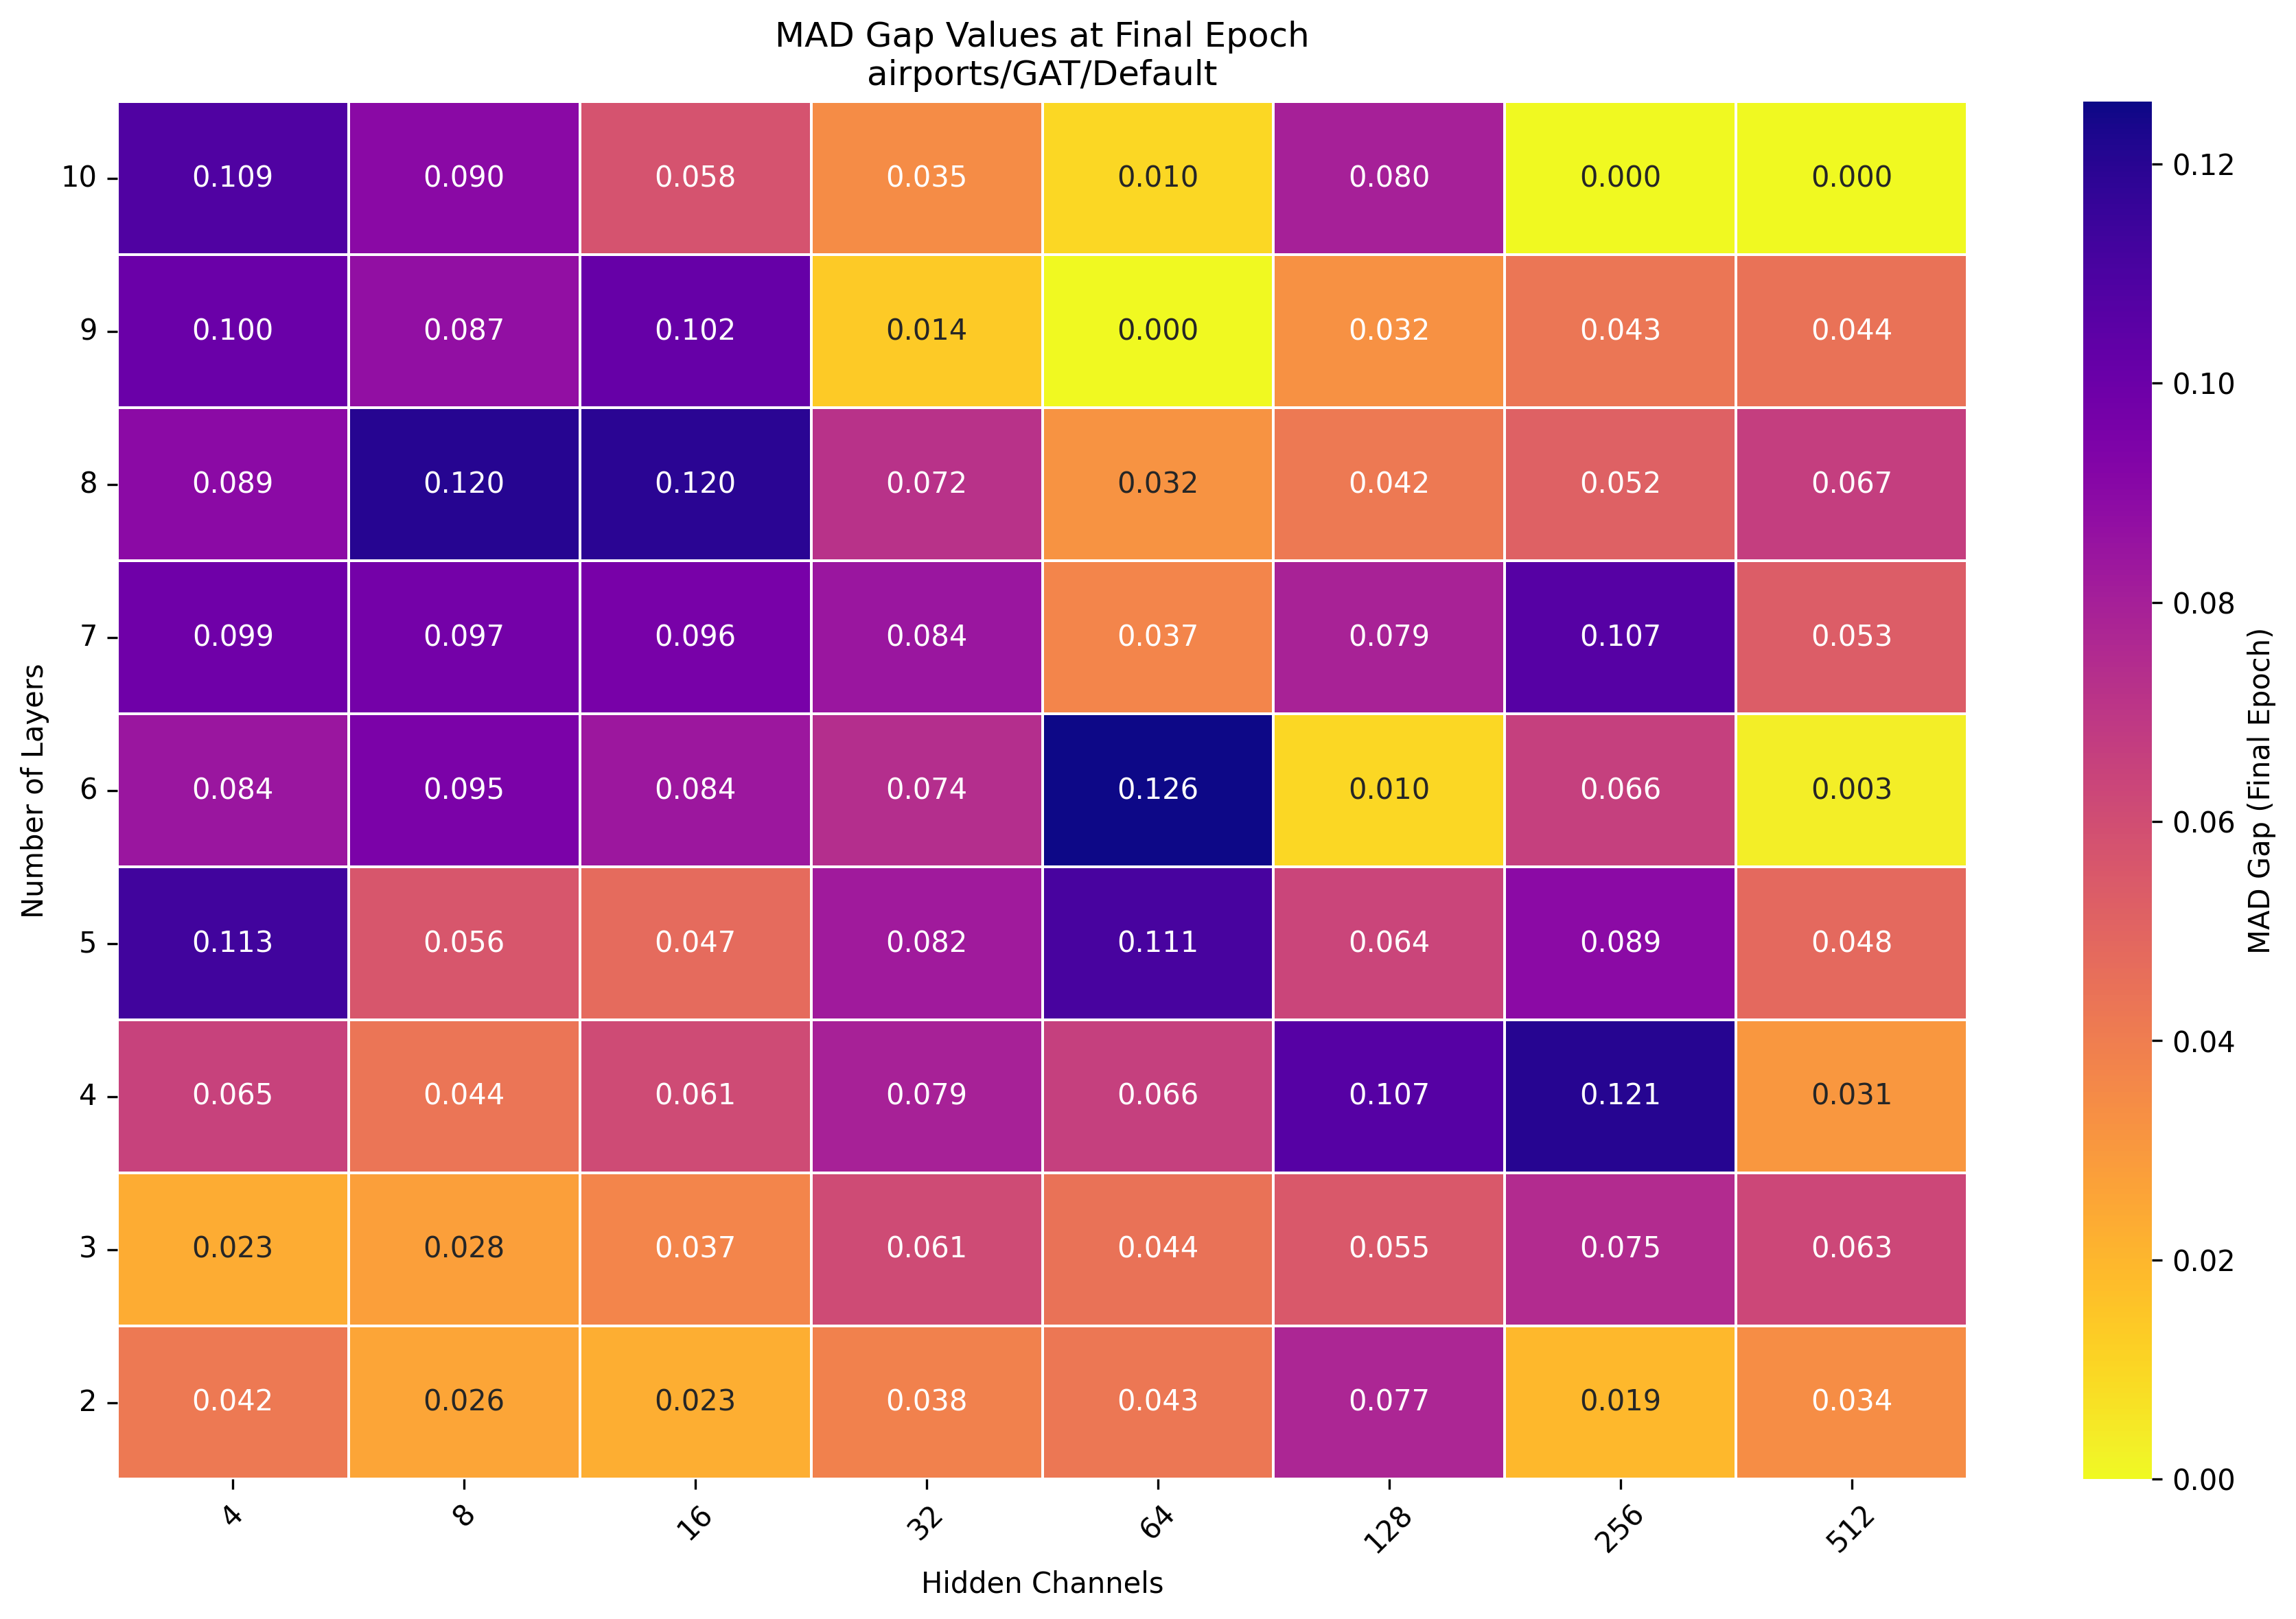 MAD Gap Values at Final Epoch
airports/GAT/Default
10 0.109 0.090 0.058 0.035 0.010 0.080 0.000 0.000
9 0.100 0.087 0.102 0.014 0.000 0.032 0.043 0.044
8 0.089 0.120 0.120 0.072 0.032 0.042 0.052 0.067
7 0.099 0.097 0.096 0.084 0.037 0.079 0.107 0.053
6 0.084 0.095 0.084 0.074 0.126 0.010 0.066 0.003
5 0.113 0.056 0.047 0.082 0.111 0.064 0.089 0.048
4 0.065 0.044 0.061 0.079 0.066 0.107 0.121 0.031
3 0.023 0.028 0.037 0.061 0.044 0.055 0.075 0.063
2 0.042 0.026 0.023 0.038 0.043 0.077 0.019 0.034
4 8 16 32 64 128 256 512
Hidden Channels
Number of Layers
0.12
0.10
0.08
0.06
0.04
0.02
0.00
MAD Gap (Final Epoch)